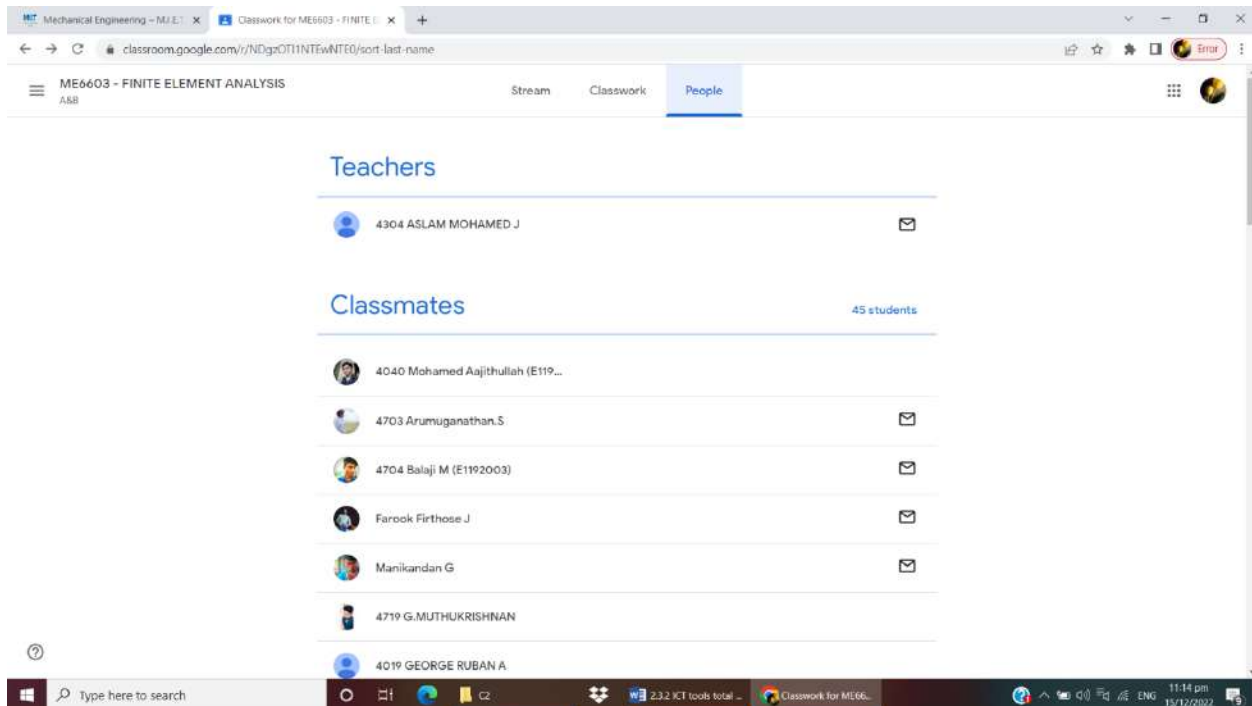 Mechanical Engineering – M.I.E.T
Classwork for ME6603 - FINITE E
classroom.google.com/r/NDgzOTI1NTEwNTE0/sort-last-name
Error
ME6603 - FINITE ELEMENT ANALYSIS
A&B
Stream
Classwork
People
Teachers
4304 ASLAM MOHAMED J
Classmates
45 students
4040 Mohamed Aajithullah (E119...
4703 Arumuganathan.S
4704 Balaji M (E1192003)
Farook Firthose J
Manikandan G
4719 G.MUTHUKRISHNAN
4019 GEORGE RUBAN A
Type here to search
C2
2.3.2 ICT tools total ...
Classwork for ME66...
ENG
11:14 pm
15/12/2022